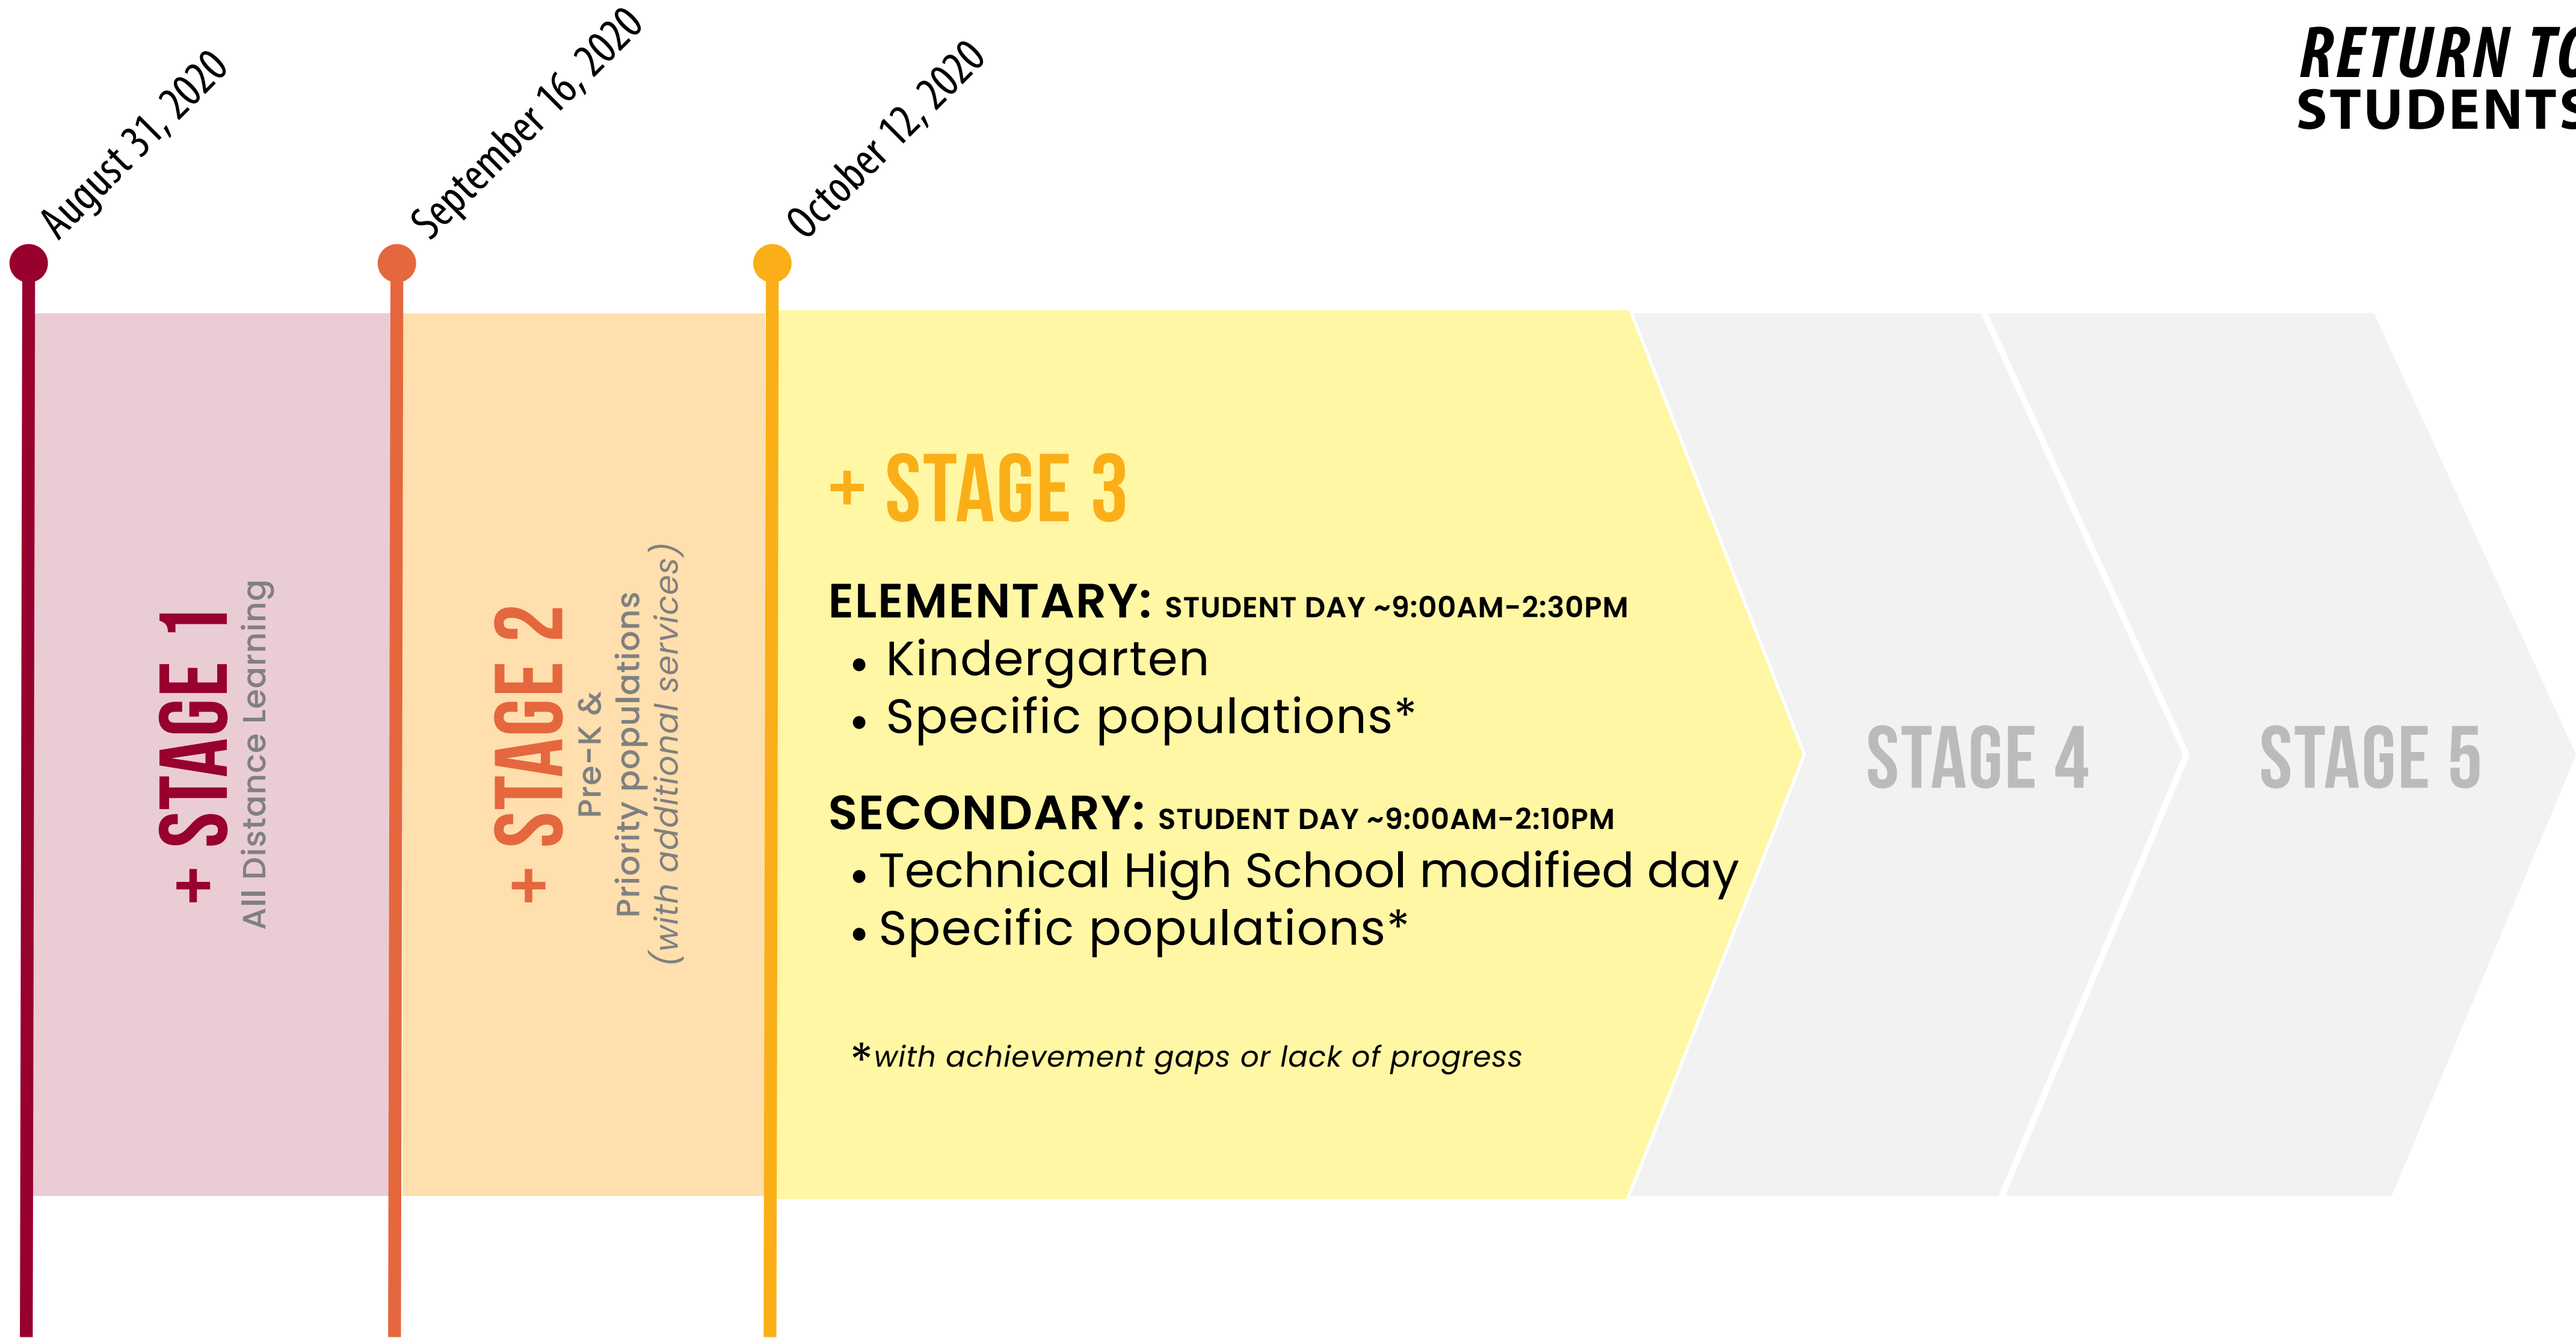 August 31, 2020
September 16, 2020
October 12, 2020
RETURN TO
STUDENTS
+ STAGE 1
All Distance Learning
+ STAGE 2
Pre-K &
Priority populations
(with additional services)
+ STAGE 3
ELEMENTARY: STUDENT DAY ~9:00AM-2:30PM
• Kindergarten
• Specific populations*
SECONDARY: STUDENT DAY ~9:00AM-2:10PM
• Technical High School modified day
• Specific populations*
*with achievement gaps or lack of progress
STAGE 4
STAGE 5